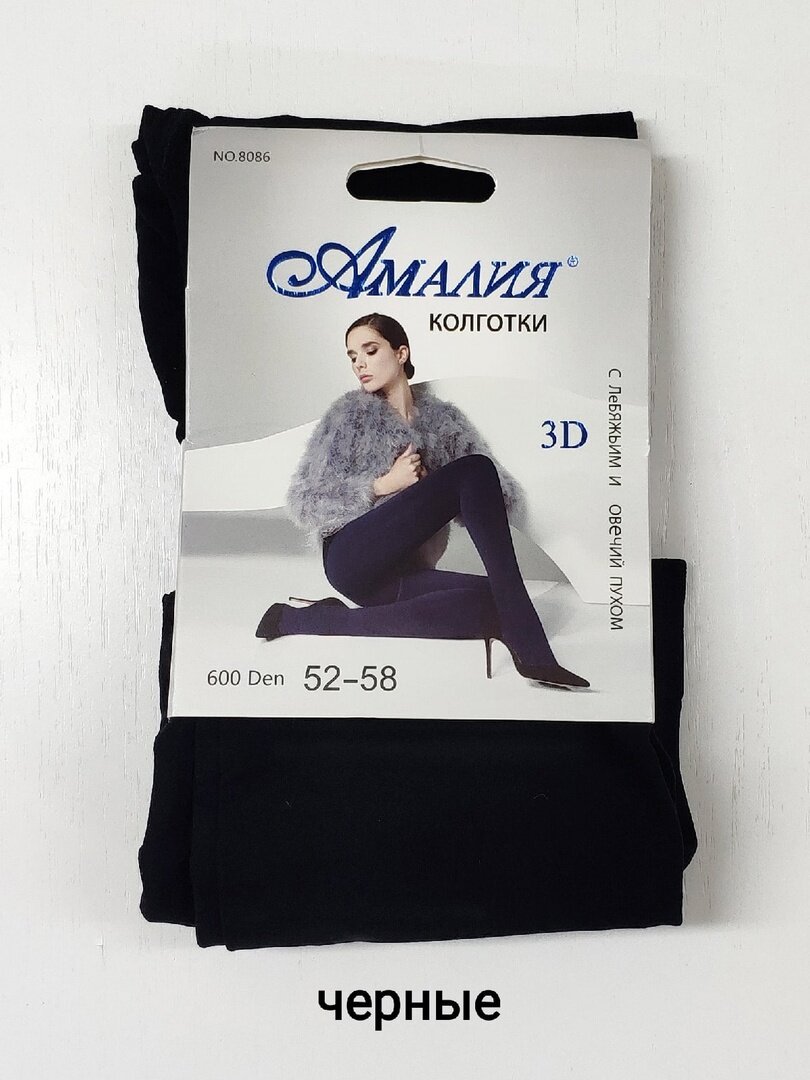 NO.8086
Амалия®
КОЛГОТКИ
3D
С ЛеБЯЖЬИМ И ОВеЧИЙ ПУХОМ
600 Den 52-58
черные